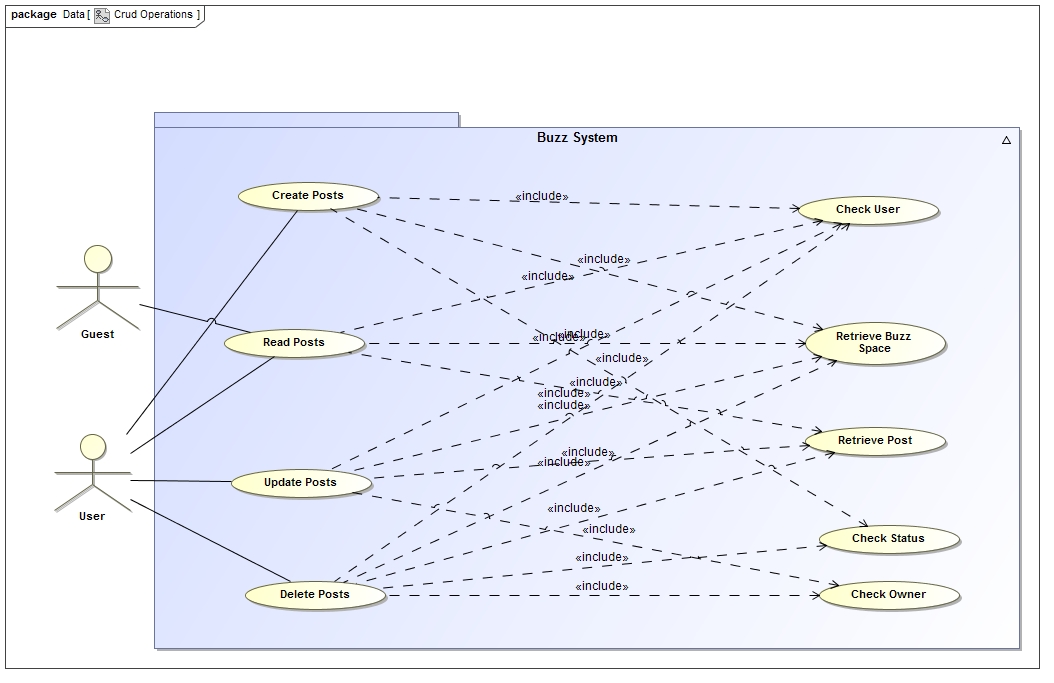 package Data [ Crud Operations ]
Buzz System
Create Posts
«include»
Check User
«include»
«include»
Guest
Read Posts
«include»
«include»
Retrieve Buzz
Space
«include»
«include»
«include»
«include»
User
Retrieve Post
«include»
«include»
Update Posts
«include»
«include»
Check Status
«include»
«include»
Delete Posts
Check Owner